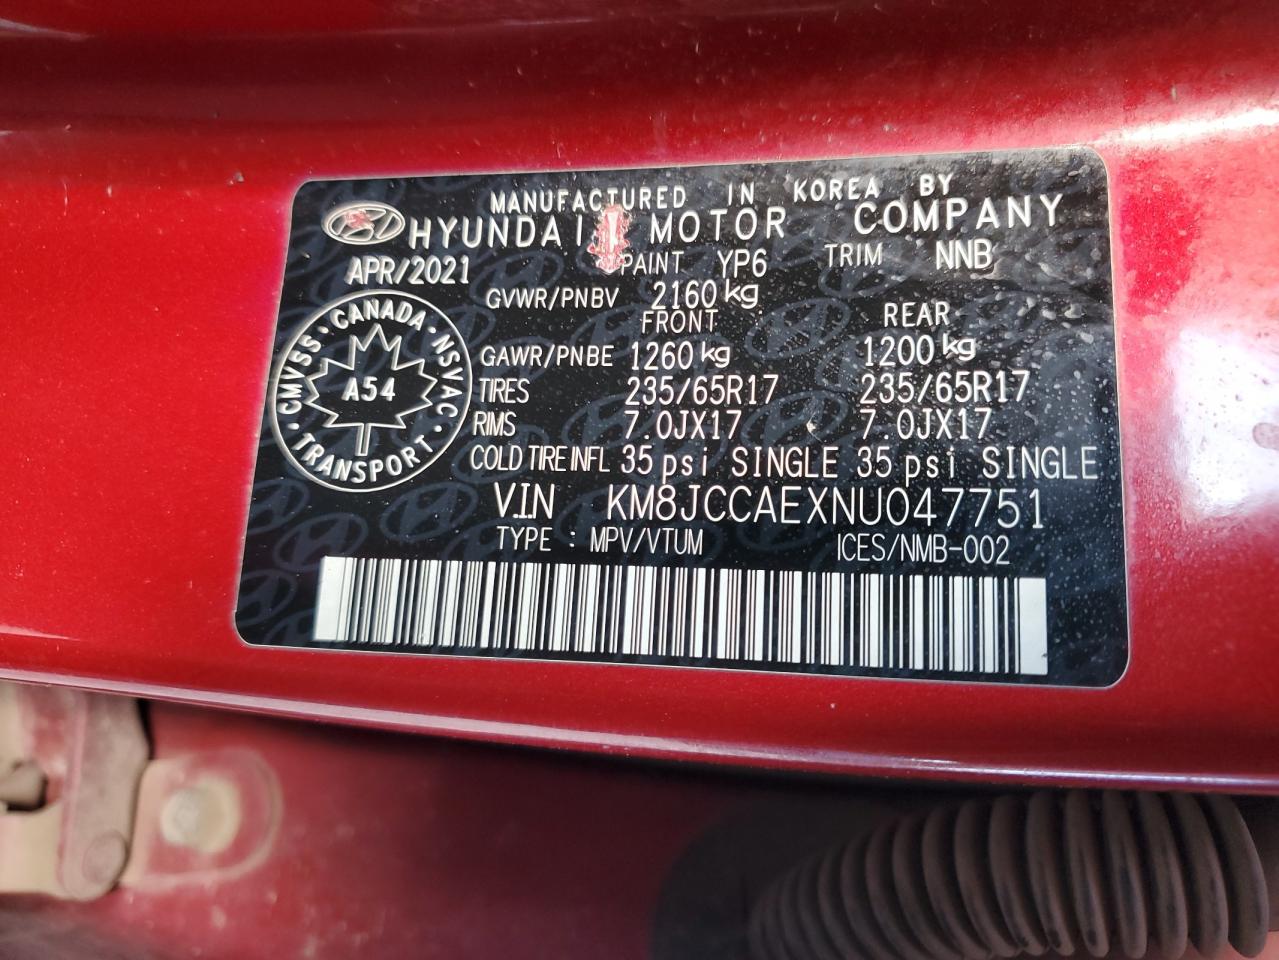 MANUFACTURED IN KOREA BY
HYUNDAI MOTOR COMPANY
APR/2021 PAINT YP6 TRIM NNB
GVWR/PNBV 2160 kg
FRONT REAR
GAWR/PNBE 1260 kg 1200 kg
TIRES 235/65R17 235/65R17
RIMS 7.0JX17 7.0JX17
COLD TIRE INFL 35 psi SINGLE 35 psi SINGLE
V.I.N KM8JCCAEXNU047751
TYPE : MPV/VTUM ICES/NMB-002
CMVSS · CANADA · NSVAC · TRANSPORT ·
A54